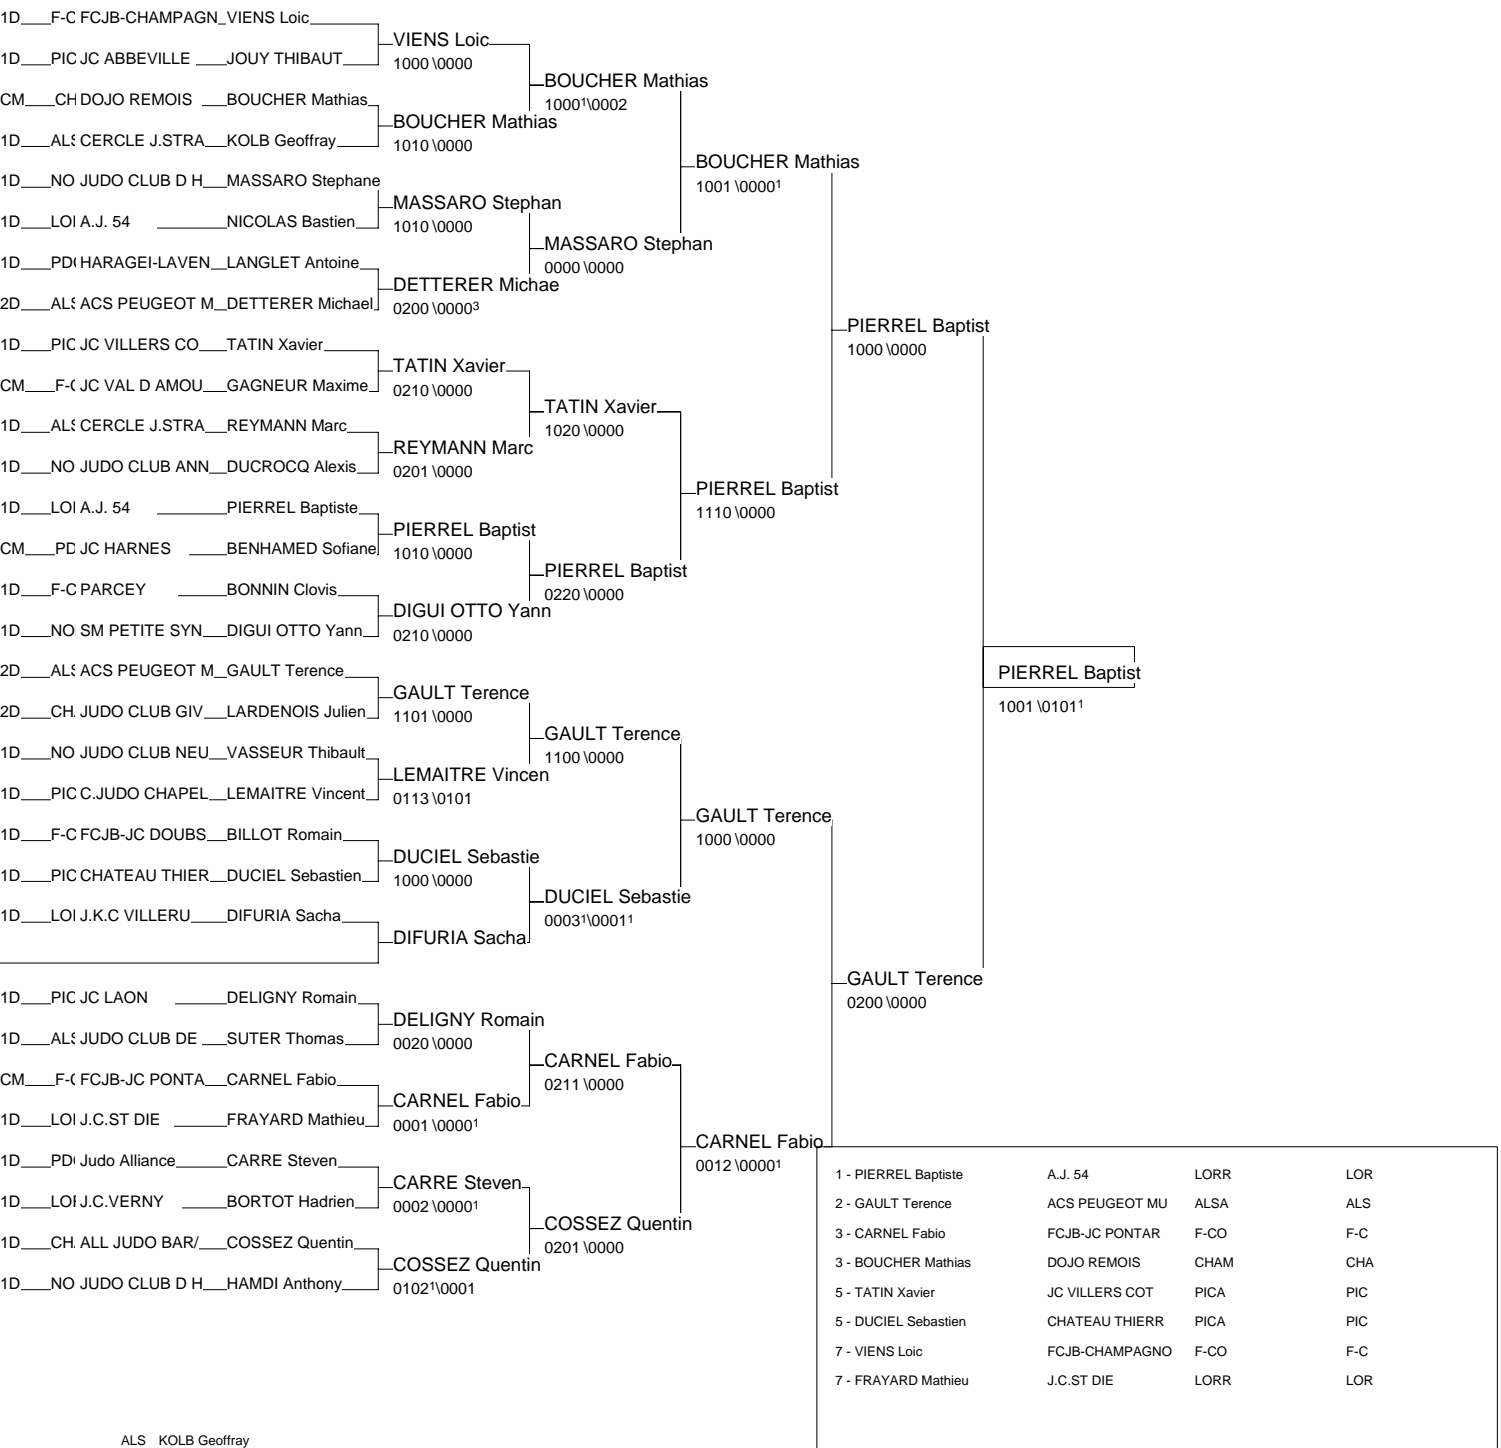 1D F-C FCJB-CHAMPAGN VIENS Loic
VIENS Loic
1D PIC JC ABBEVILLE JOUY THIBAUT
1000 \0000
BOUCHER Mathias
CM CH DOJO REMOIS BOUCHER Mathias
1000¹\0002
BOUCHER Mathias
1D ALS CERCLE J.STRA KOLB Geoffray
1010 \0000
BOUCHER Mathias
1D NO JUDO CLUB D H MASSARO Stephane
1001 \0000¹
MASSARO Stephan
1D LOI A.J. 54 NICOLAS Bastien
1010 \0000
MASSARO Stephan
1D PD HARAGEI-LAVEN LANGLET Antoine
0000 \0000
DETTERER Michae
2D ALS ACS PEUGEOT M DETTERER Michael
0200 \0000³
PIERREL Baptist
1D PIC JC VILLERS CO TATIN Xavier
1000 \0000
TATIN Xavier
CM F-C JC VAL D AMOU GAGNEUR Maxime
0210 \0000
TATIN Xavier
1D ALS CERCLE J.STRA REYMANN Marc
1020 \0000
REYMANN Marc
1D NO JUDO CLUB ANN DUCROCQ Alexis
0201 \0000
PIERREL Baptist
1D LOI A.J. 54 PIERREL Baptiste
1110 \0000
PIERREL Baptist
CM PD JC HARNES BENHAMED Sofiane
1010 \0000
PIERREL Baptist
1D F-C PARCEY BONNIN Clovis
0220 \0000
DIGUI OTTO Yann
1D NO SM PETITE SYN DIGUI OTTO Yann
0210 \0000
2D ALS ACS PEUGEOT M GAULT Terence
PIERREL Baptist
1001 \0101¹
GAULT Terence
2D CH JUDO CLUB GIV LARDENOIS Julien
1101 \0000
GAULT Terence
1D NO JUDO CLUB NEU VASSEUR Thibault
1100 \0000
LEMAITRE Vincen
1D PIC C.JUDO CHAPEL LEMAITRE Vincent
0113 \0101
GAULT Terence
1D F-C FCJB-JC DOUBS BILLOT Romain
1000 \0000
DUCIEL Sebastie
1D PIC CHATEAU THIER DUCIEL Sebastien
1000 \0000
DUCIEL Sebastie
1D LOI J.K.C VILLERU DIFURIA Sacha
0003¹\0001¹
DIFURIA Sacha
GAULT Terence
0200 \0000
1D PIC JC LAON DELIGNY Romain
DELIGNY Romain
1D ALS JUDO CLUB DE SUTER Thomas
0020 \0000
CARNEL Fabio
CM F-C FCJB-JC PONTA CARNEL Fabio
0211 \0000
CARNEL Fabio
1D LOI J.C.ST DIE FRAYARD Mathieu
0001 \0000¹
CARNEL Fabio
1D PD Judo Alliance CARRE Steven
0012 \0000¹
CARRE Steven
1D LOI J.C.VERNY BORTOT Hadrien
0002 \0000¹
COSSEZ Quentin
1D CH ALL JUDO BAR/ COSSEZ Quentin
0201 \0000
COSSEZ Quentin
1D NO JUDO CLUB D H HAMDI Anthony
0102¹\0001
1 - PIERREL Baptiste A.J. 54 LORR LOR
2 - GAULT Terence ACS PEUGEOT MU ALSA ALS
3 - CARNEL Fabio FCJB-JC PONTAR F-CO F-C
3 - BOUCHER Mathias DOJO REMOIS CHAM CHA
5 - TATIN Xavier JC VILLERS COT PICA PIC
5 - DUCIEL Sebastien CHATEAU THIERR PICA PIC
7 - VIENS Loic FCJB-CHAMPAGNO F-CO F-C
7 - FRAYARD Mathieu J.C.ST DIE LORR LOR
ALS KOLB Geoffray